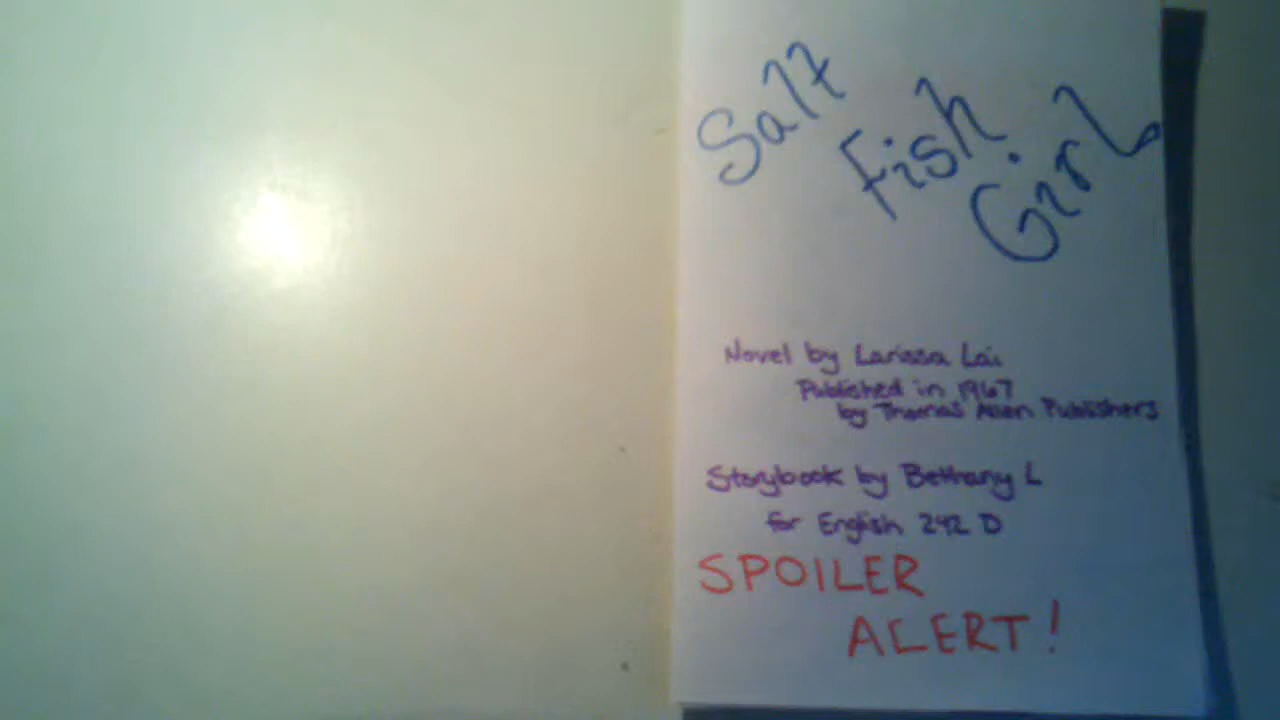 Salt
Fish
Girl
Novel by Larissa Lai
Published in 1967
by Thomas Allen Publishers
Storybook by Bethany L
for English 242 D
SPOILER
ALERT!